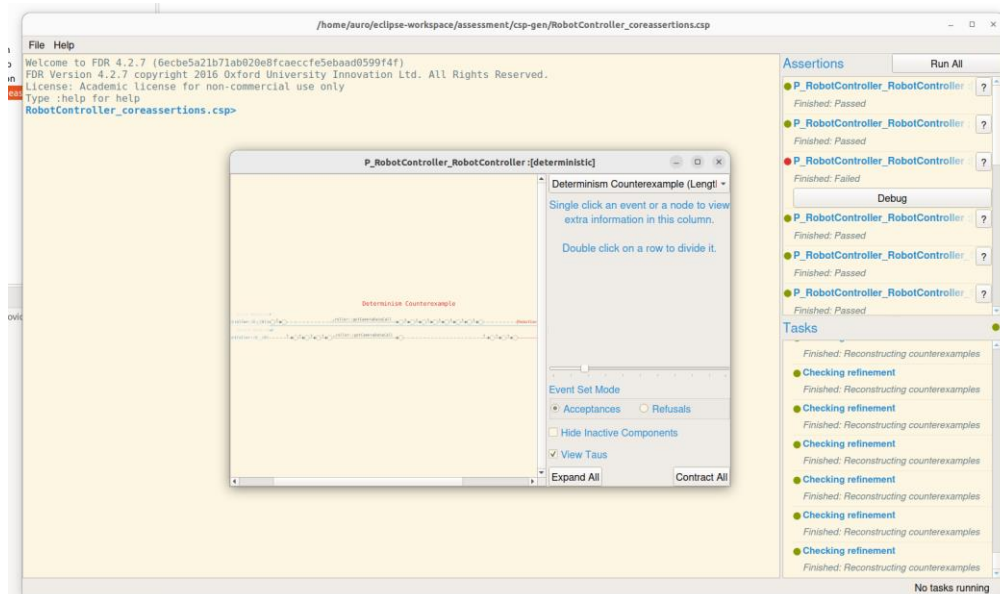 /home/auro/eclipse-workspace/assessment/csp-gen/RobotController_coreassertions.csp
File Help
Welcome to FDR 4.2.7 (6ecbe5a21b71ab020e8fcaeccfe5ebaad0599f4f)
FDR Version 4.2.7 copyright 2016 Oxford University Innovation Ltd. All Rights Reserved.
License: Academic license for non-commercial use only
Type :help for help
RobotController_coreassertions.csp>
P_RobotController_RobotController :[deterministic]
Determinism Counterexample
Determinism Counterexample (Lengt
Single click an event or a node to view
extra information in this column.
Double click on a row to divide it.
Event Set Mode
Acceptances Refusals
Hide Inactive Components
View Taus
Expand All Contract All
Assertions Run All
P_RobotController_RobotController ?
Finished: Passed
P_RobotController_RobotController ?
Finished: Passed
P_RobotController_RobotController ?
Finished: Failed
Debug
P_RobotController_RobotController ?
Finished: Passed
P_RobotController_RobotController_ ?
Finished: Passed
P_RobotController_RobotController_ ?
Finished: Passed
Tasks
Finished: Reconstructing counterexamples
Checking refinement
Finished: Reconstructing counterexamples
Checking refinement
Finished: Reconstructing counterexamples
Checking refinement
Finished: Reconstructing counterexamples
Checking refinement
Finished: Reconstructing counterexamples
Checking refinement
Finished: Reconstructing counterexamples
Checking refinement
Finished: Reconstructing counterexamples
No tasks running